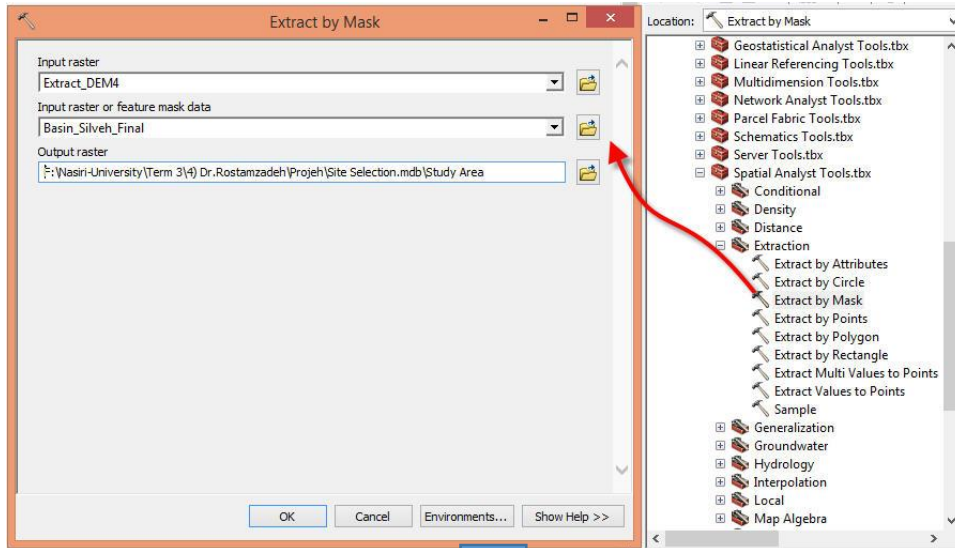 Extract by Mask
Input raster
Extract_DEM4
Input raster or feature mask data
Basin_Silveh_Final
Output raster
F:\Nasiri-University\Term 3\4) Dr.Rostamzadeh\Projeh\Site Selection.mdb\Study Area
OK
Cancel
Environments...
Show Help >>
Location:
Extract by Mask
Geostatistical Analyst Tools.tbx
Linear Referencing Tools.tbx
Multidimension Tools.tbx
Network Analyst Tools.tbx
Parcel Fabric Tools.tbx
Schematics Tools.tbx
Server Tools.tbx
Spatial Analyst Tools.tbx
Conditional
Density
Distance
Extraction
Extract by Attributes
Extract by Circle
Extract by Mask
Extract by Points
Extract by Polygon
Extract by Rectangle
Extract Multi Values to Points
Extract Values to Points
Sample
Generalization
Groundwater
Hydrology
Interpolation
Local
Map Algebra